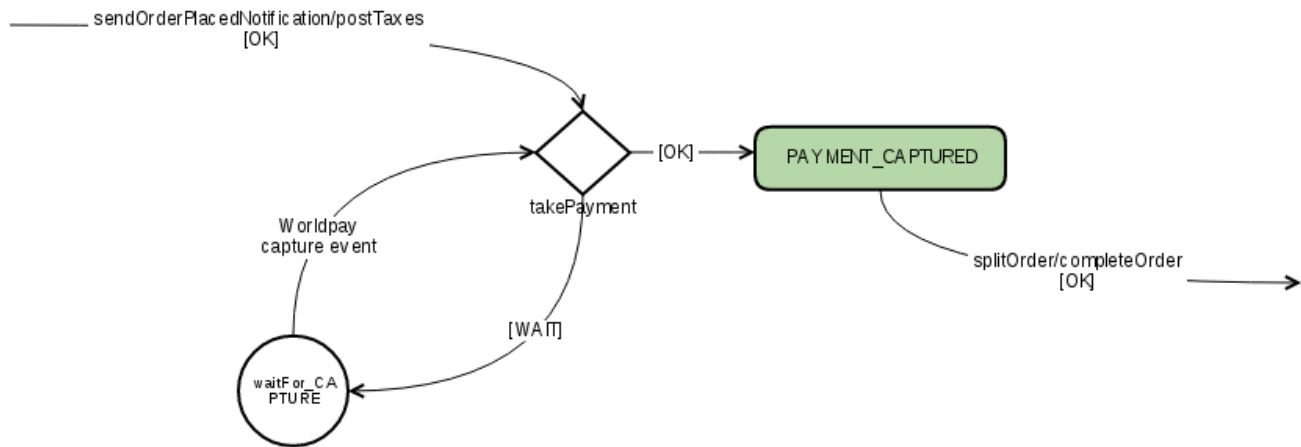 sendOrderPlacedNotification/postTaxes
[OK]
[OK]
PAYMENT_CAPTURED
takePayment
Worldpay
capture event
splitOrder/completeOrder
[OK]
[WAIT]
waitFor_CA
PTURE